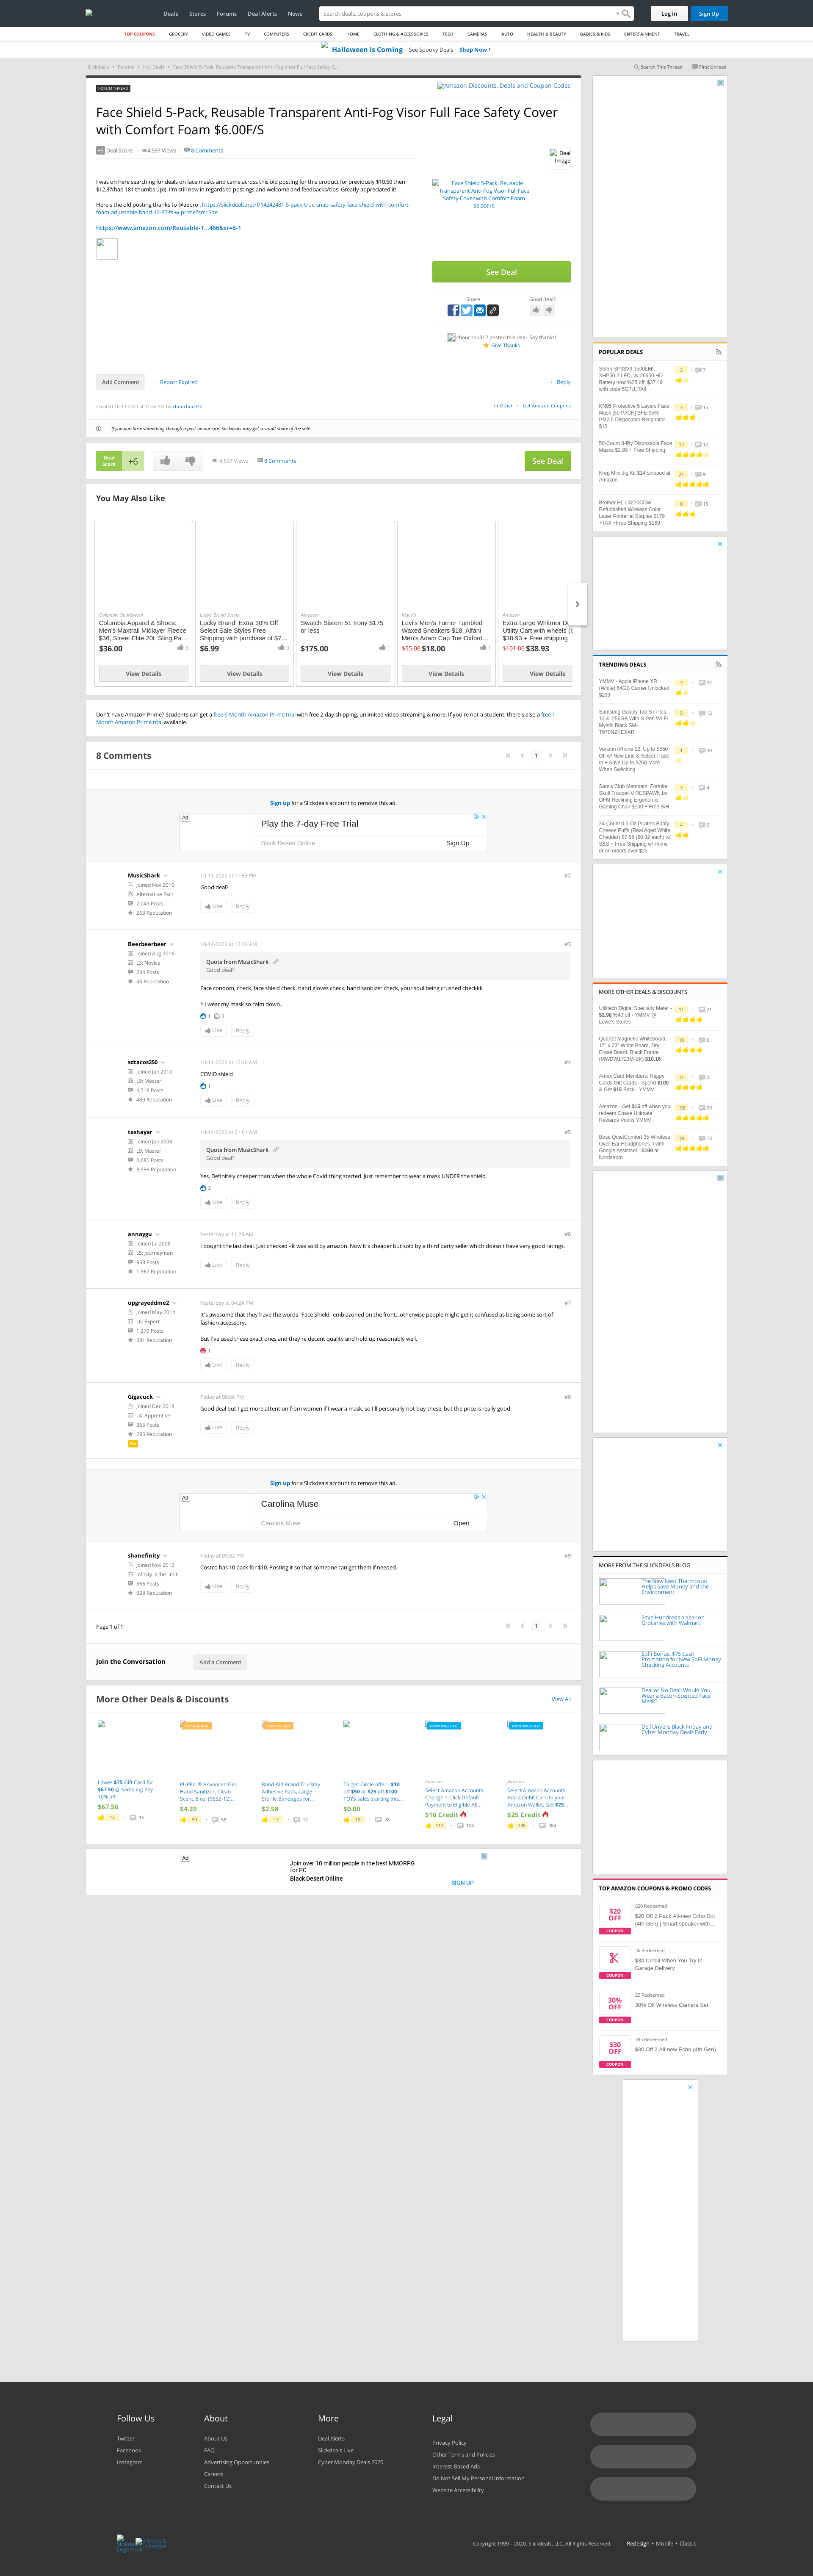 Deals Stores Forums Deal Alerts News
Search deals, coupons & stores
Log In
Sign Up
TOP COUPONS GROCERY VIDEO GAMES TV COMPUTERS CREDIT CARDS HOME CLOTHING & ACCESSORIES TECH CAMERAS AUTO HEALTH & BEAUTY BABIES & KIDS ENTERTAINMENT TRAVEL
Halloween is Coming See Spooky Deals Shop Now ›
Slickdeals › Forums › Hot Deals › Face Shield 5-Pack, Reusable Transparent Anti-Fog Visor Full Face Safety C...
Search This Thread First Unread
FORUM THREAD
Amazon Discounts, Deals and Coupon Codes
Face Shield 5-Pack, Reusable Transparent Anti-Fog Visor Full Face Safety Cover
with Comfort Foam $6.00F/S
+6 Deal Score 4,597 Views 8 Comments
Deal
Image
I was on here searching for deals on face masks and came across this old posting for this product for previously $10.50 then
$12.87(had 181 thumbs up!). I'm still new in regards to postings and welcome and feedbacks/tips. Greatly appreciated it!
Here's the old posting thanks to @aepro : https://slickdeals.net/f/14242481-5-pack-true-snap-safety-face-shield-with-comfort-
foam-adjustable-band-12-87-fs-w-prime?src=Site
https://www.amazon.com/Reusable-T...466&sr=8-1
Face Shield 5-Pack, Reusable
Transparent Anti-Fog Visor Full Face
Safety Cover with Comfort Foam
$6.00F/S
See Deal
Share
Good deal?
chouchou312 posted this deal. Say thanks!
Give Thanks
Add Comment
Report Expired
Reply
Created 10-13-2020 at 11:46 PM by chouchou312
in Other
Get Amazon Coupons
If you purchase something through a post on our site, Slickdeals may get a small share of the sale.
Deal
Score
+6
4,597 Views
8 Comments
See Deal
You May Also Like
Columbia Sportswear
Columbia Apparel & Shoes:
Men's Maxtrail Midlayer Fleece
$36, Street Elite 20L Sling Pa...
$36.00
3
View Details
Lucky Brand Jeans
Lucky Brand: Extra 30% Off
Select Sale Styles Free
Shipping with purchase of $7...
$6.99
0
View Details
Amazon
Swatch Sistem 51 Irony $175
or less
$175.00
1
View Details
Macy's
Levi's Men's Turner Tumbled
Waxed Sneakers $18, Alfani
Men's Adam Cap Toe Oxford...
$55.00 $18.00
1
View Details
Amazon
Extra Large Whitmor De
Utility Cart with wheels (b
$38.93 + Free shipping
$101.00 $38.93
View Details
Don't have Amazon Prime? Students can get a free 6-Month Amazon Prime trial with free 2-day shipping, unlimited video streaming & more. If you're not a student, there's also a free 1-
Month Amazon Prime trial available.
8 Comments
1
Sign up for a Slickdeals account to remove this ad.
Ad
Play the 7-day Free Trial
Black Desert Online
Sign Up
MusicShark
Joined Nov 2010
Alternative Fact
2,049 Posts
263 Reputation
10-13-2020 at 11:53 PM
#2
Good deal?
Like
Reply
Beerbeerbeer
Joined Aug 2016
L3: Novice
234 Posts
46 Reputation
10-14-2020 at 12:39 AM
#3
Quote from MusicShark
Good deal?
Face condom, check, face shield check, hand gloves check, hand sanitizer check, your soul being crushed checkkk
* I wear my mask so calm down...
1 3
Like
Reply
sdtacos250
Joined Jan 2010
L9: Master
4,718 Posts
480 Reputation
10-14-2020 at 12:40 AM
#4
COVID shield
1
Like
Reply
tashayar
Joined Jan 2006
L9: Master
4,685 Posts
3,556 Reputation
10-14-2020 at 01:01 AM
#5
Quote from MusicShark
Good deal?
Yes. Definitely cheaper than when the whole Covid thing started. Just remember to wear a mask UNDER the shield.
2
Like
Reply
annaygu
Joined Jul 2008
L5: Journeyman
959 Posts
1,967 Reputation
Yesterday at 11:29 AM
#6
I bought the last deal. Just checked - it was sold by amazon. Now it's cheaper but sold by a third party seller which doesn't have very good ratings.
Like
Reply
upgrayeddme2
Joined May 2014
L6: Expert
1,270 Posts
381 Reputation
Yesterday at 04:24 PM
#7
It's awesome that they have the words "Face Shield" emblazoned on the front...otherwise people might get it confused as being some sort of
fashion accessory.
But I've used these exact ones and they're decent quality and hold up reasonably well.
1
Like
Reply
Gigacuck
Joined Dec 2018
L4: Apprentice
365 Posts
295 Reputation
Pro
Today at 08:56 PM
#8
Good deal but I get more attention from women if I wear a mask, so I'll personally not buy these, but the price is really good.
Like
Reply
Sign up for a Slickdeals account to remove this ad.
Ad
Carolina Muse
Carolina Muse
Open
shanefinity
Joined Nov 2012
Infinity is the limit
366 Posts
928 Reputation
Today at 09:32 PM
#9
Costco has 10 pack for $10. Posting it so that someone can get them if needed.
Like
Reply
Page 1 of 1
1
Join the Conversation
Add a Comment
More Other Deals & Discounts
View All
Lowes $75 Gift Card for
$67.50 @ Samsung Pay -
10% off
$67.50
14 16
POPULAR DEAL
PURELL® Advanced Get
Hand Sanitizer, Clean
Scent, 8 oz. (9652-12)...
$4.29
99 58
POPULAR DEAL
Band-Aid Brand Tru-Stay
Adhesive Pads, Large
Sterile Bandages for...
$2.98
17 17
Target Circle offer - $10
off $50 or $25 off $100
TOYS sales starting this...
$0.00
19 28
FRONTPAGE DEAL
Amazon
Select Amazon Accounts:
Change 1-Click Default
Payment to Eligible AE...
$10 Credit
112 108
FRONTPAGE DEAL
Amazon
Select Amazon Accounts:
Add a Debit Card to your
Amazon Wallet, Get $25...
$25 Credit
338 384
Ad
Join over 10 million people in the best MMORPG
for PC
Black Desert Online
SIGN UP
POPULAR DEALS
Sofirn SP33V3 3500LM!,
XHP50.2 LED, w/ 26650 HD
Battery now %25 off! $37.49
with code 5Q7UJTA4
3 7
KN95 Protective 5 Layers Face
Mask [50 PACK] BFE 95%
PM2.5 Disposable Respirator
$13
7 15
50-Count 3-Ply Disposable Face
Masks $2.99 + Free Shipping
12 12
Kreg Mini Jig Kit $14 shipped at
Amazon
21 9
Brother HL-L3270CDW
Refurbished Wireless Color
Laser Printer at Staples $179
+TAX +Free Shipping $169
6 15
TRENDING DEALS
YMMV - Apple iPhone XR
(White) 64GB Carrier Unlocked
$299
3 37
Samsung Galaxy Tab S7 Plus
12.4" 256GB With S Pen Wi-Fi
Mystic Black SM-
T970NZKEXAR
5 12
Verizon iPhone 12: Up to $550
Off w/ New Line & Select Trade-
In + Save Up to $250 More
When Switching
1 30
Sam's Club Members: Fortnite
Skull Trooper-V RESPAWN by
OFM Reclining Ergonomic
Gaming Chair $100 + Free S/H
3 4
24-Count 0.5-Oz Pirate's Booty
Cheese Puffs (Real Aged White
Cheddar) $7.58 ($0.32 each) w/
S&S + Free Shipping w/ Prime
or on orders over $25
4 0
MORE OTHER DEALS & DISCOUNTS
Utilitech Digital Specialty Meter -
$2.98 %40 off - YMMV @
Lowe's Stores
11 21
Quartet Magnetic Whiteboard,
17" x 23" White Board, Dry
Erase Board, Black Frame
(MWDW1723M-BK) $10.16
10 0
Amex Card Members: Happy
Cards Gift Cards - Spend $100
& Get $15 Back - YMMV
11 2
Amazon - Get $15 off when you
redeem Chase Ultimate
Rewards Points YMMV
192 99
Bose QuietComfort 35 Wireless
Over-Ear Headphones II with
Google Assistant - $199 at
Nordstrom
19 13
MORE FROM THE SLICKDEALS BLOG
The New Nest Thermostat
Helps Save Money and the
Environment
Save Hundreds a Year on
Groceries with Walmart+
SoFi Bonus: $75 Cash
Promotion for New SoFi Money
Checking Accounts
Deal or No Deal: Would You
Wear a Bacon-Scented Face
Mask?
Dell Unveils Black Friday and
Cyber Monday Deals Early
TOP AMAZON COUPONS & PROMO CODES
$20
OFF
COUPON
620 Redeemed
$20 Off 2 Pack All-new Echo Dot
(4th Gen) | Smart speaker with...
COUPON
3k Redeemed
$30 Credit When You Try In-
Garage Delivery
30%
OFF
COUPON
20 Redeemed
30% Off Wireless Camera Set
$30
OFF
COUPON
393 Redeemed
$30 Off 2 All-new Echo (4th Gen)
Follow Us
Twitter
Facebook
Instagram
About
About Us
FAQ
Advertising Opportunities
Careers
Contact Us
More
Deal Alerts
Slickdeals Live
Cyber Monday Deals 2020
Legal
Privacy Policy
Other Terms and Policies
Interest-Based Ads
Do Not Sell My Personal Information
Website Accessibility
Copyright 1999 – 2020. Slickdeals, LLC. All Rights Reserved.
Redesign • Mobile • Classic